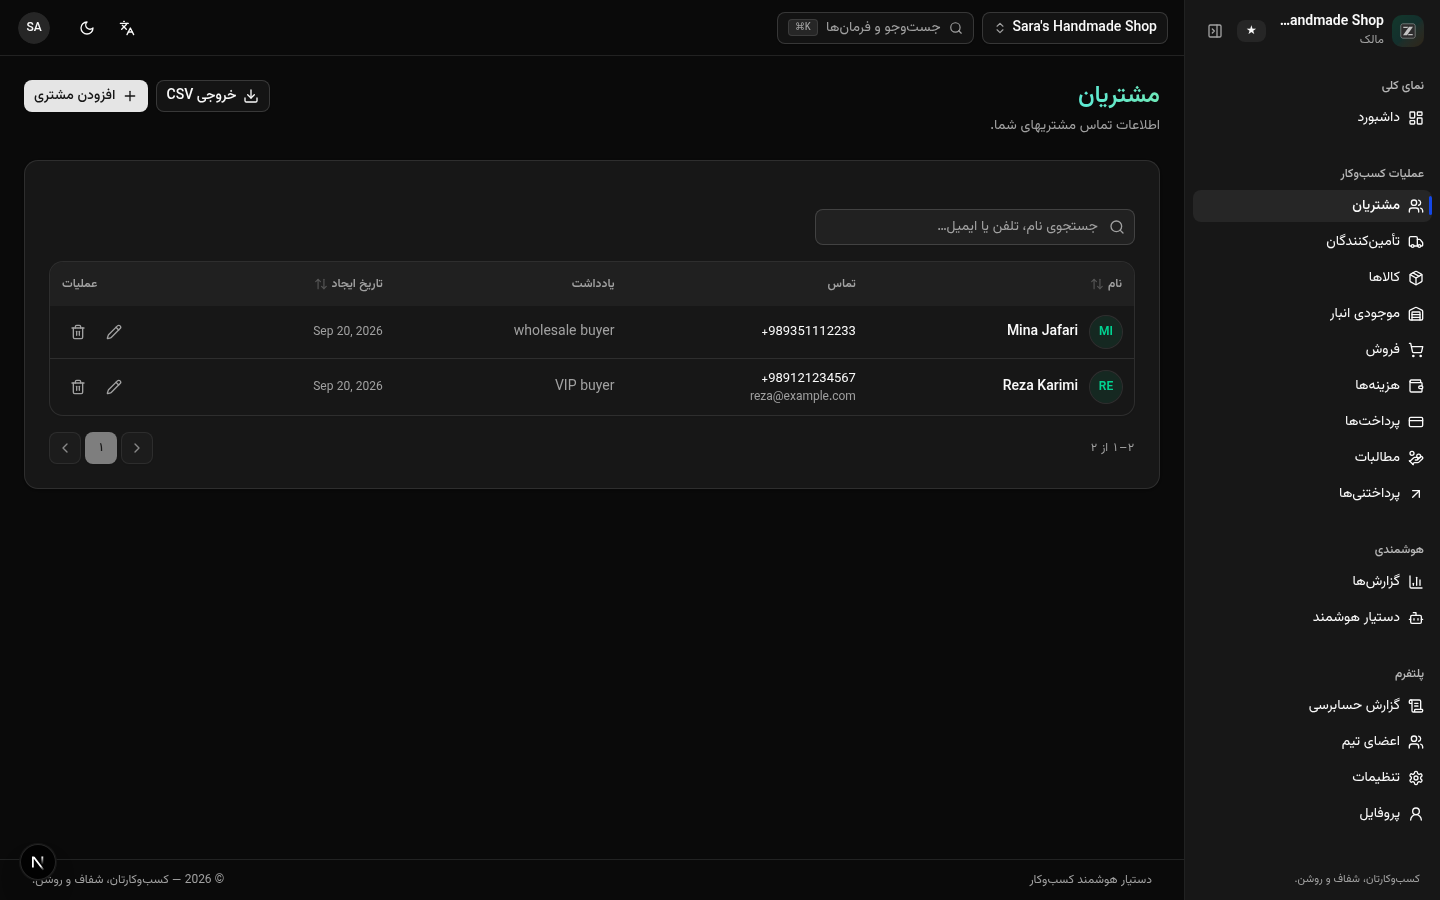 …andmade Shop
مالک
نمای کلی
داشبورد
عملیات کسب‌وکار
مشتریان
تأمین‌کنندگان
کالاها
موجودی انبار
فروش
هزینه‌ها
پرداخت‌ها
مطالبات
پرداختنی‌ها
هوشمندی
گزارش‌ها
دستیار هوشمند
پلتفرم
گزارش حسابرسی
اعضای تیم
تنظیمات
پروفایل
کسب‌وکارتان، شفاف و روشن.
Sara's Handmade Shop
جست‌وجو و فرمان‌ها
⌘K
SA
مشتریان
اطلاعات تماس مشتریهای شما.
خروجی CSV
افزودن مشتری
جستجوی نام، تلفن یا ایمیل...
نام تماس یادداشت تاریخ ایجاد عملیات
MI Mina Jafari +989351112233 wholesale buyer Sep 20, 2026
RE Reza Karimi +989121234567 VIP buyer Sep 20, 2026
reza@example.com
۱–۲ از ۲
۱
دستیار هوشمند کسب‌وکار
© 2026 — کسب‌وکارتان، شفاف و روشن.
N